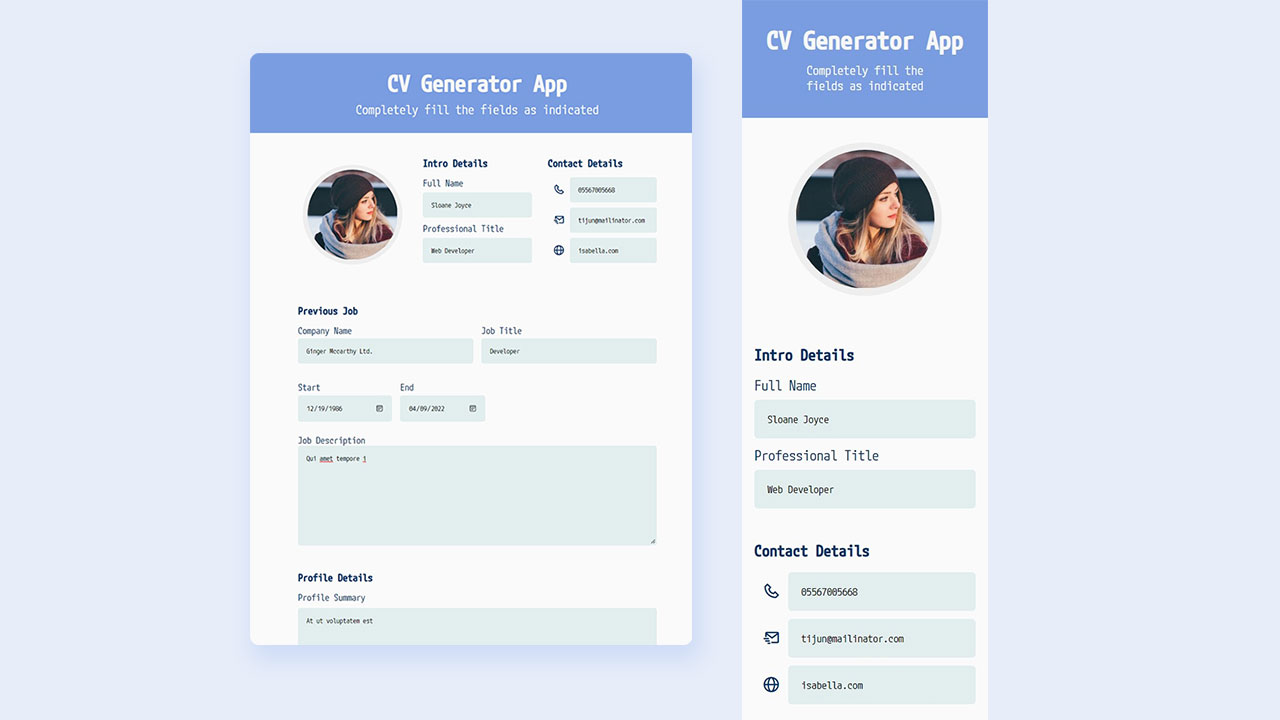 CV Generator App
Completely fill the fields as indicated
Intro Details
Full Name
Sloane Joyce
Professional Title
Web Developer
Contact Details
05567005668
tijun@mailinator.com
isabella.com
Previous Job
Company Name
Ginger Mccarthy Ltd.
Job Title
Developer
Start
12/19/1986
End
04/09/2022
Job Description
Qui amet tempore i
Profile Details
Profile Summary
At ut voluptatem est
CV Generator App
Completely fill the
fields as indicated
Intro Details
Full Name
Sloane Joyce
Professional Title
Web Developer
Contact Details
05567005668
tijun@mailinator.com
isabella.com